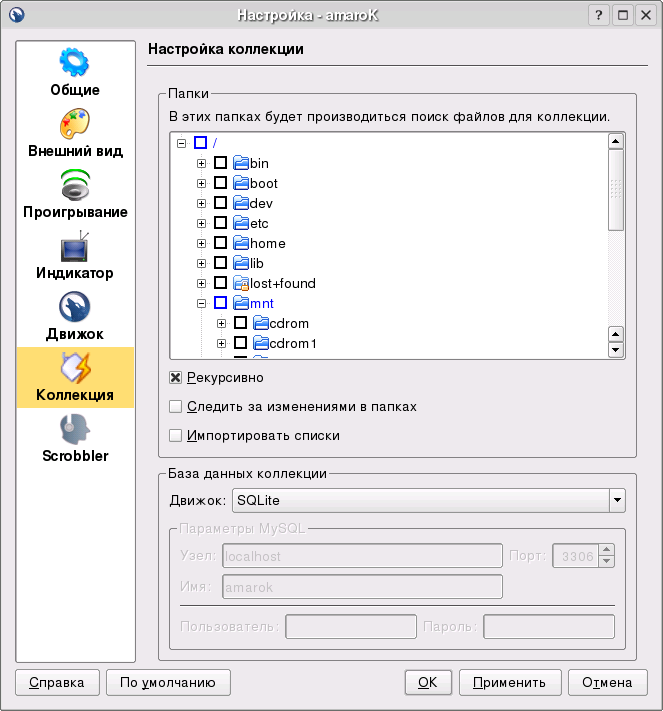 Настройка - amaroK
Общие
Внешний вид
Проигрывание
Индикатор
Движок
Коллекция
Scrobbler
Настройка коллекции
Папки
В этих папках будет производиться поиск файлов для коллекции.
/
bin
boot
dev
etc
home
lib
lost+found
mnt
cdrom
cdrom1
Рекурсивно
Следить за изменениями в папках
Импортировать списки
База данных коллекции
Движок: SQLite
Параметры MySQL
Узел: localhost Порт: 3306
Имя: amarok
Пользователь: Пароль:
Справка По умолчанию OK Применить Отмена